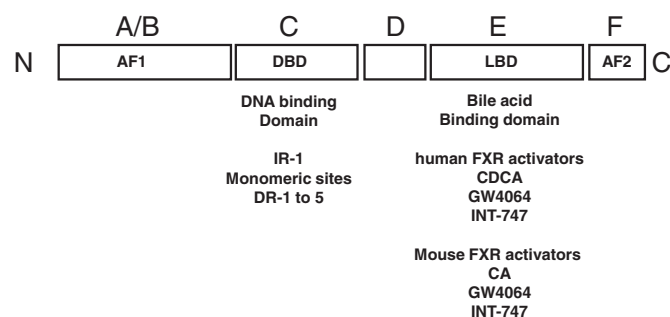 A/B C D E F
N AF1 DBD LBD AF2 C
DNA binding
Domain
IR-1
Monomeric sites
DR-1 to 5
Bile acid
Binding domain
human FXR activators
CDCA
GW4064
INT-747
Mouse FXR activators
CA
GW4064
INT-747